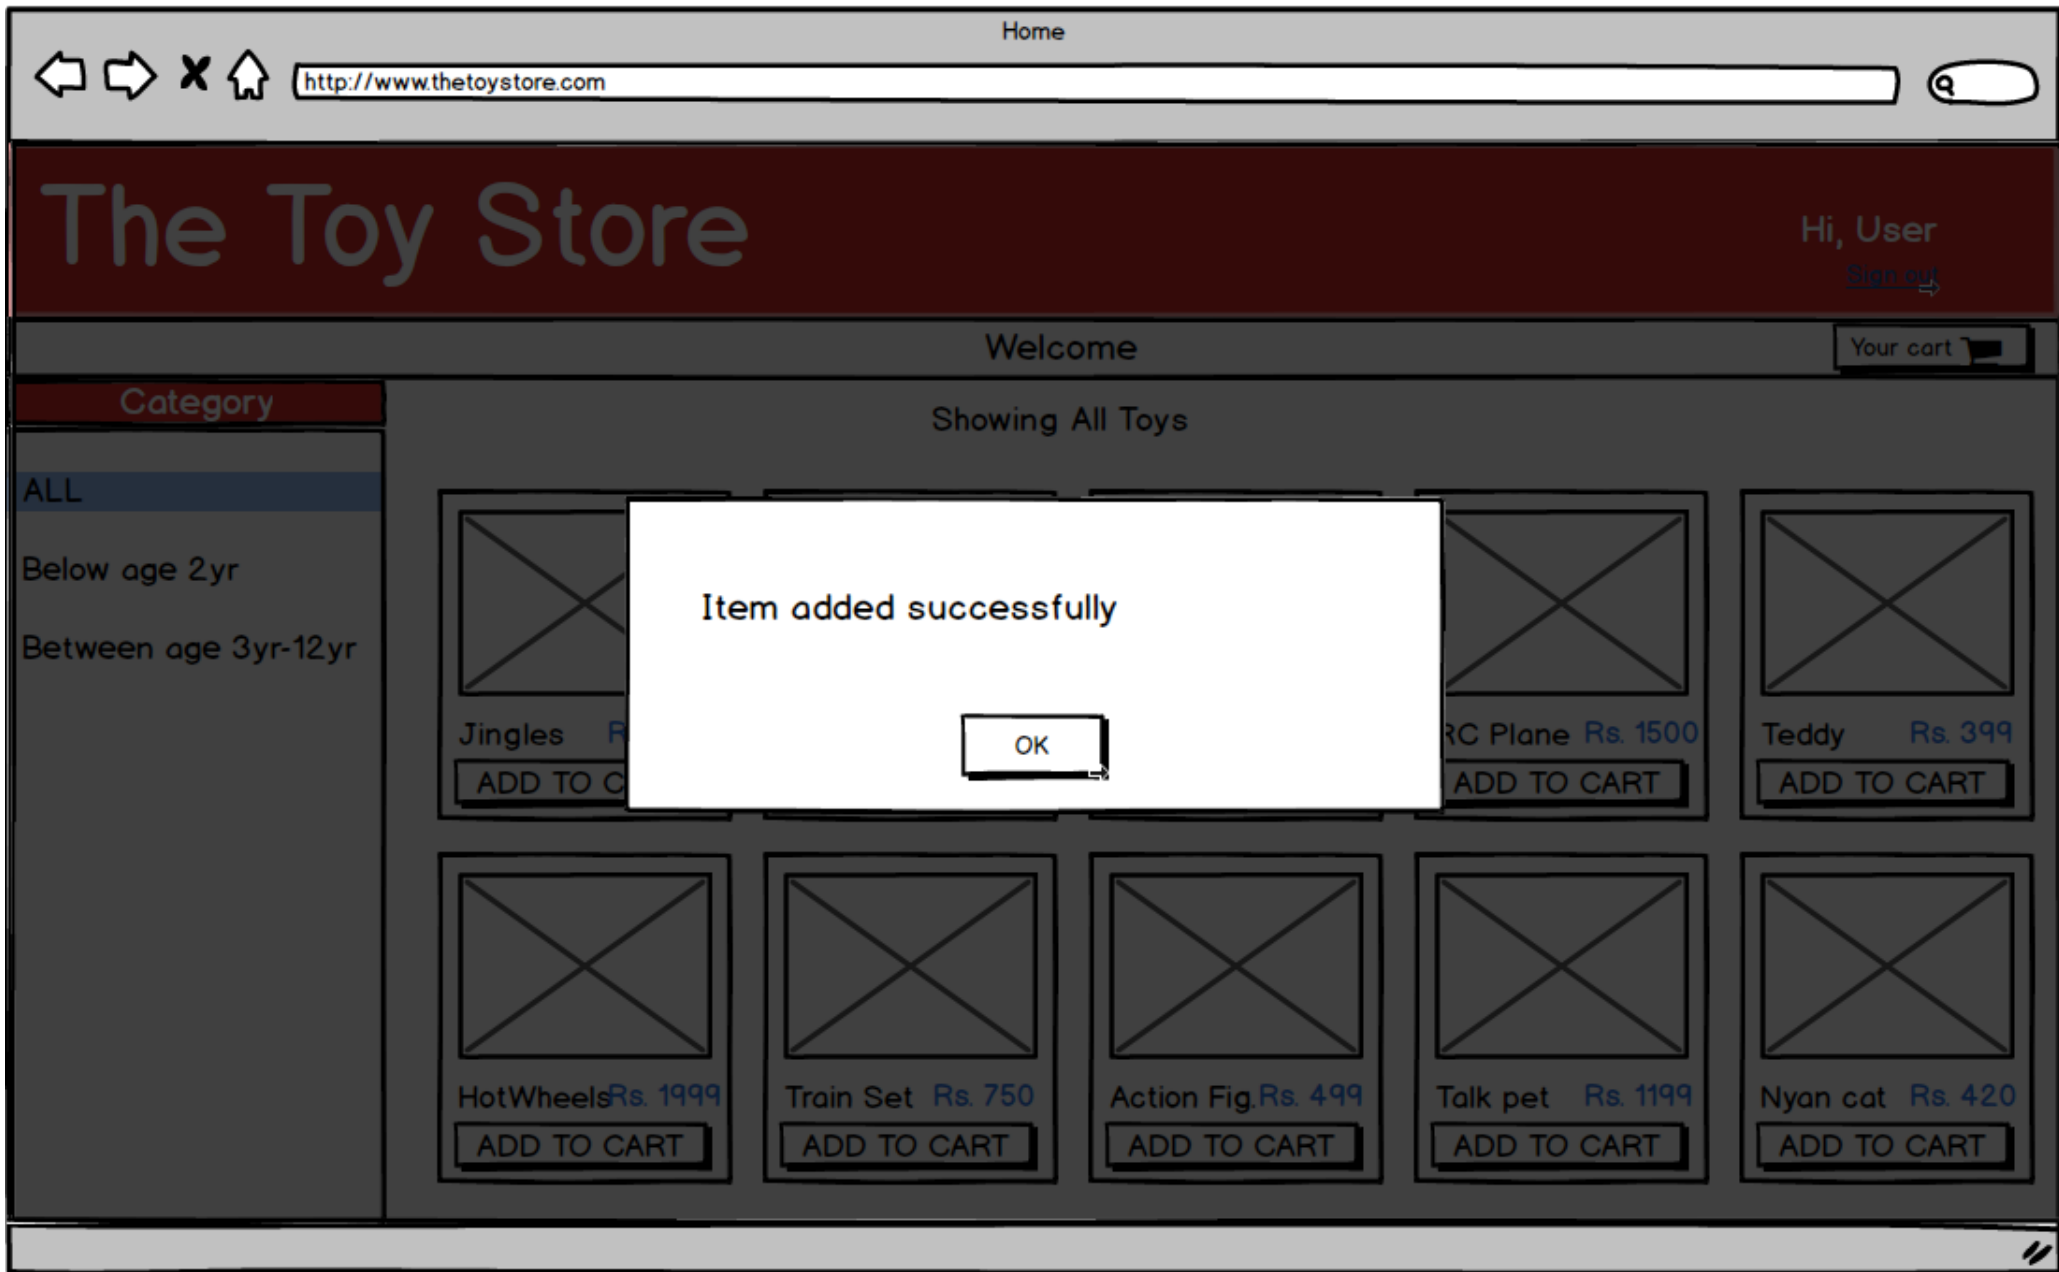 Home
http://www.thetoystore.com
The Toy Store
Hi, User
Sign out
Welcome
Your cart
Category
Showing All Toys
ALL
Below age 2yr
Between age 3yr-12yr
Item added successfully
OK
Jingles
RC Plane Rs. 1500
Teddy Rs. 399
ADD TO C
ADD TO CART
ADD TO CART
HotWheels Rs. 1999
Train Set Rs. 750
Action Fig. Rs. 499
Talk pet Rs. 1199
Nyan cat Rs. 420
ADD TO CART
ADD TO CART
ADD TO CART
ADD TO CART
ADD TO CART